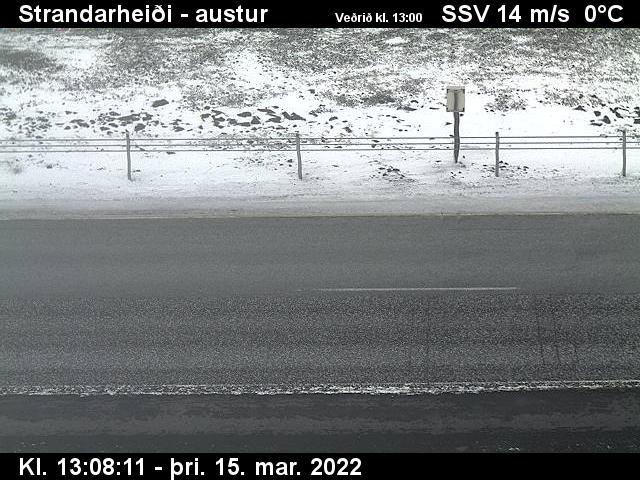 Strandarheiði - austur Veðrið kl. 13:00 SSV 14 m/s 0°C
Kl. 13:08:11 - þri. 15. mar. 2022